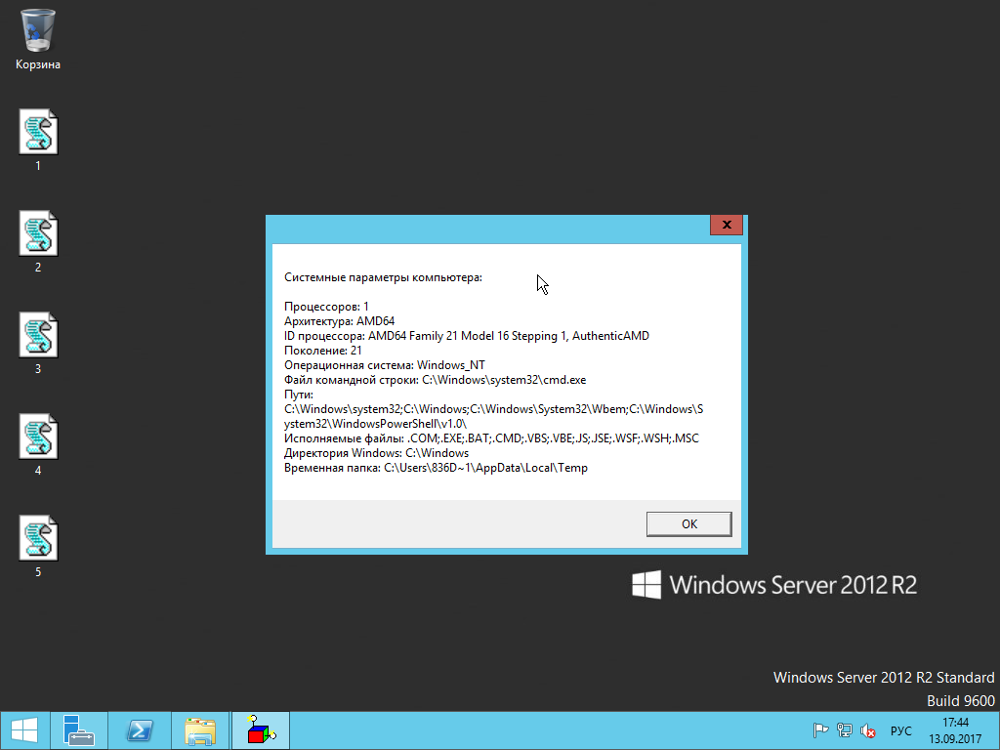 Корзина
1
2
3
4
5
x
Системные параметры компьютера:
Процессоров: 1
Архитектура: AMD64
ID процессора: AMD64 Family 21 Model 16 Stepping 1, AuthenticAMD
Поколение: 21
Операционная система: Windows_NT
Файл командной строки: C:\Windows\system32\cmd.exe
Пути:
C:\Windows\system32;C:\Windows;C:\Windows\System32\Wbem;C:\Windows\S
ystem32\WindowsPowerShell\v1.0\
Исполняемые файлы: .COM;.EXE;.BAT;.CMD;.VBS;.VBE;.JS;.JSE;.WSF;.WSH;.MSC
Директория Windows: C:\Windows
Временная папка: C:\Users\836D~1\AppData\Local\Temp
OK
Windows Server 2012 R2
Windows Server 2012 R2 Standard
Build 9600
РУС
17:44
13.09.2017